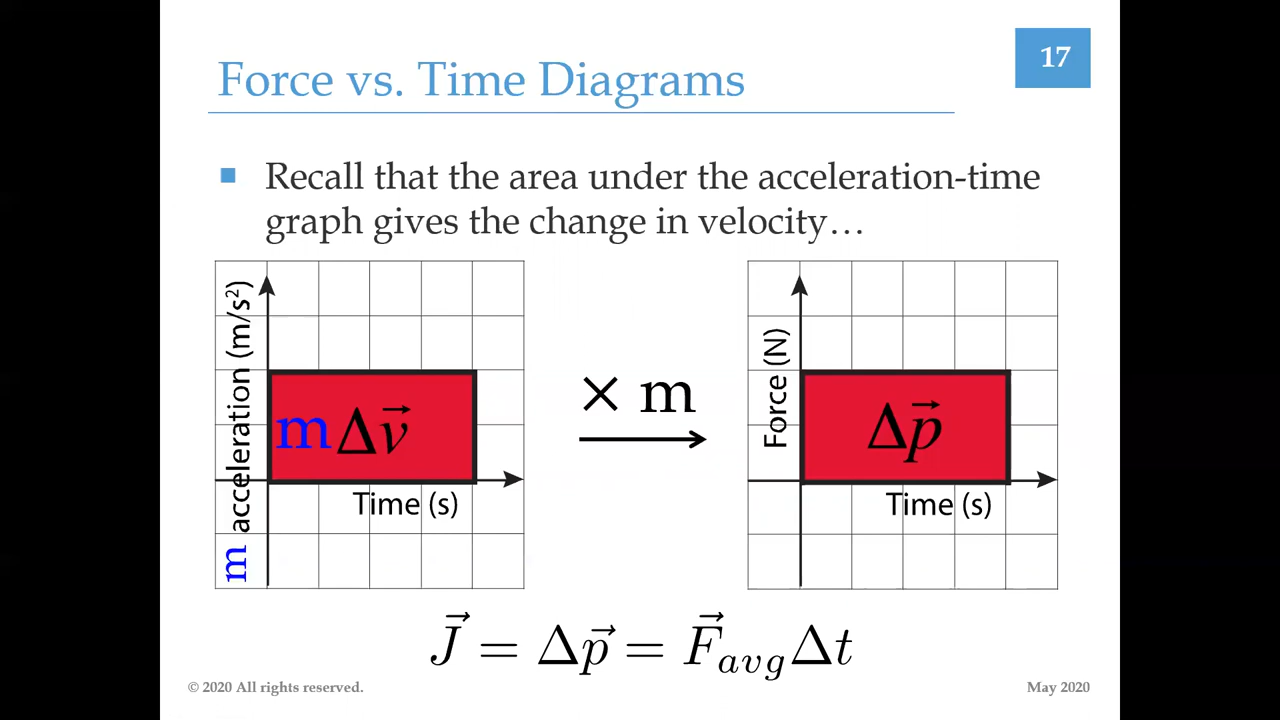 17
Force vs. Time Diagrams
Recall that the area under the acceleration-time
graph gives the change in velocity…
m acceleration (m/s²)
mΔv⃗
Time (s)
× m
Force (N)
Δp⃗
Time (s)
J⃗ = Δp⃗ = F⃗avgΔt
© 2020 All rights reserved.
May 2020